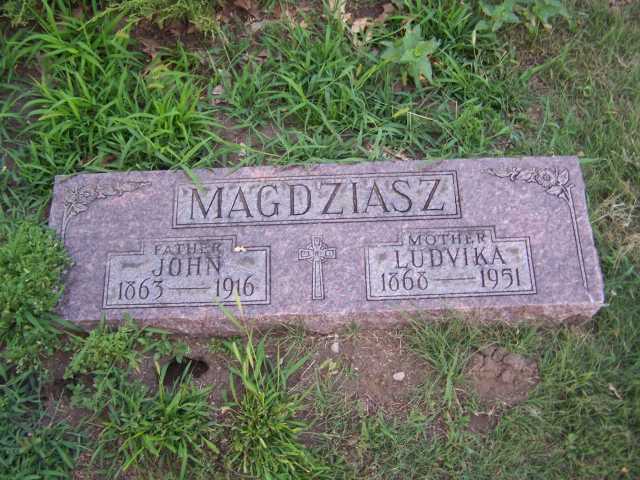 MAGDZIASZ
FATHER
JOHN
1863 — 1916
MOTHER
LUDVIKA
1868 — 1951